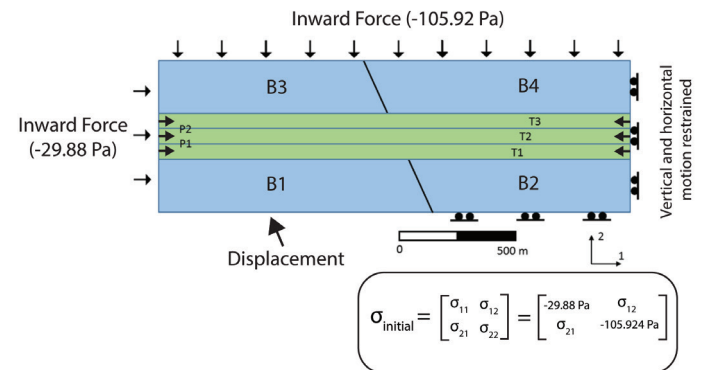 Inward Force (-105.92 Pa)
B3
B4
Inward Force
(-29.88 Pa)
P2
P1
T3
T2
T1
B1
B2
Vertical and horizontal
motion restrained
Displacement
0
500 m
2
1
σinitial = [σ11 σ12 = [-29.88 Pa σ12
σ21 σ22] σ21 -105.924 Pa]